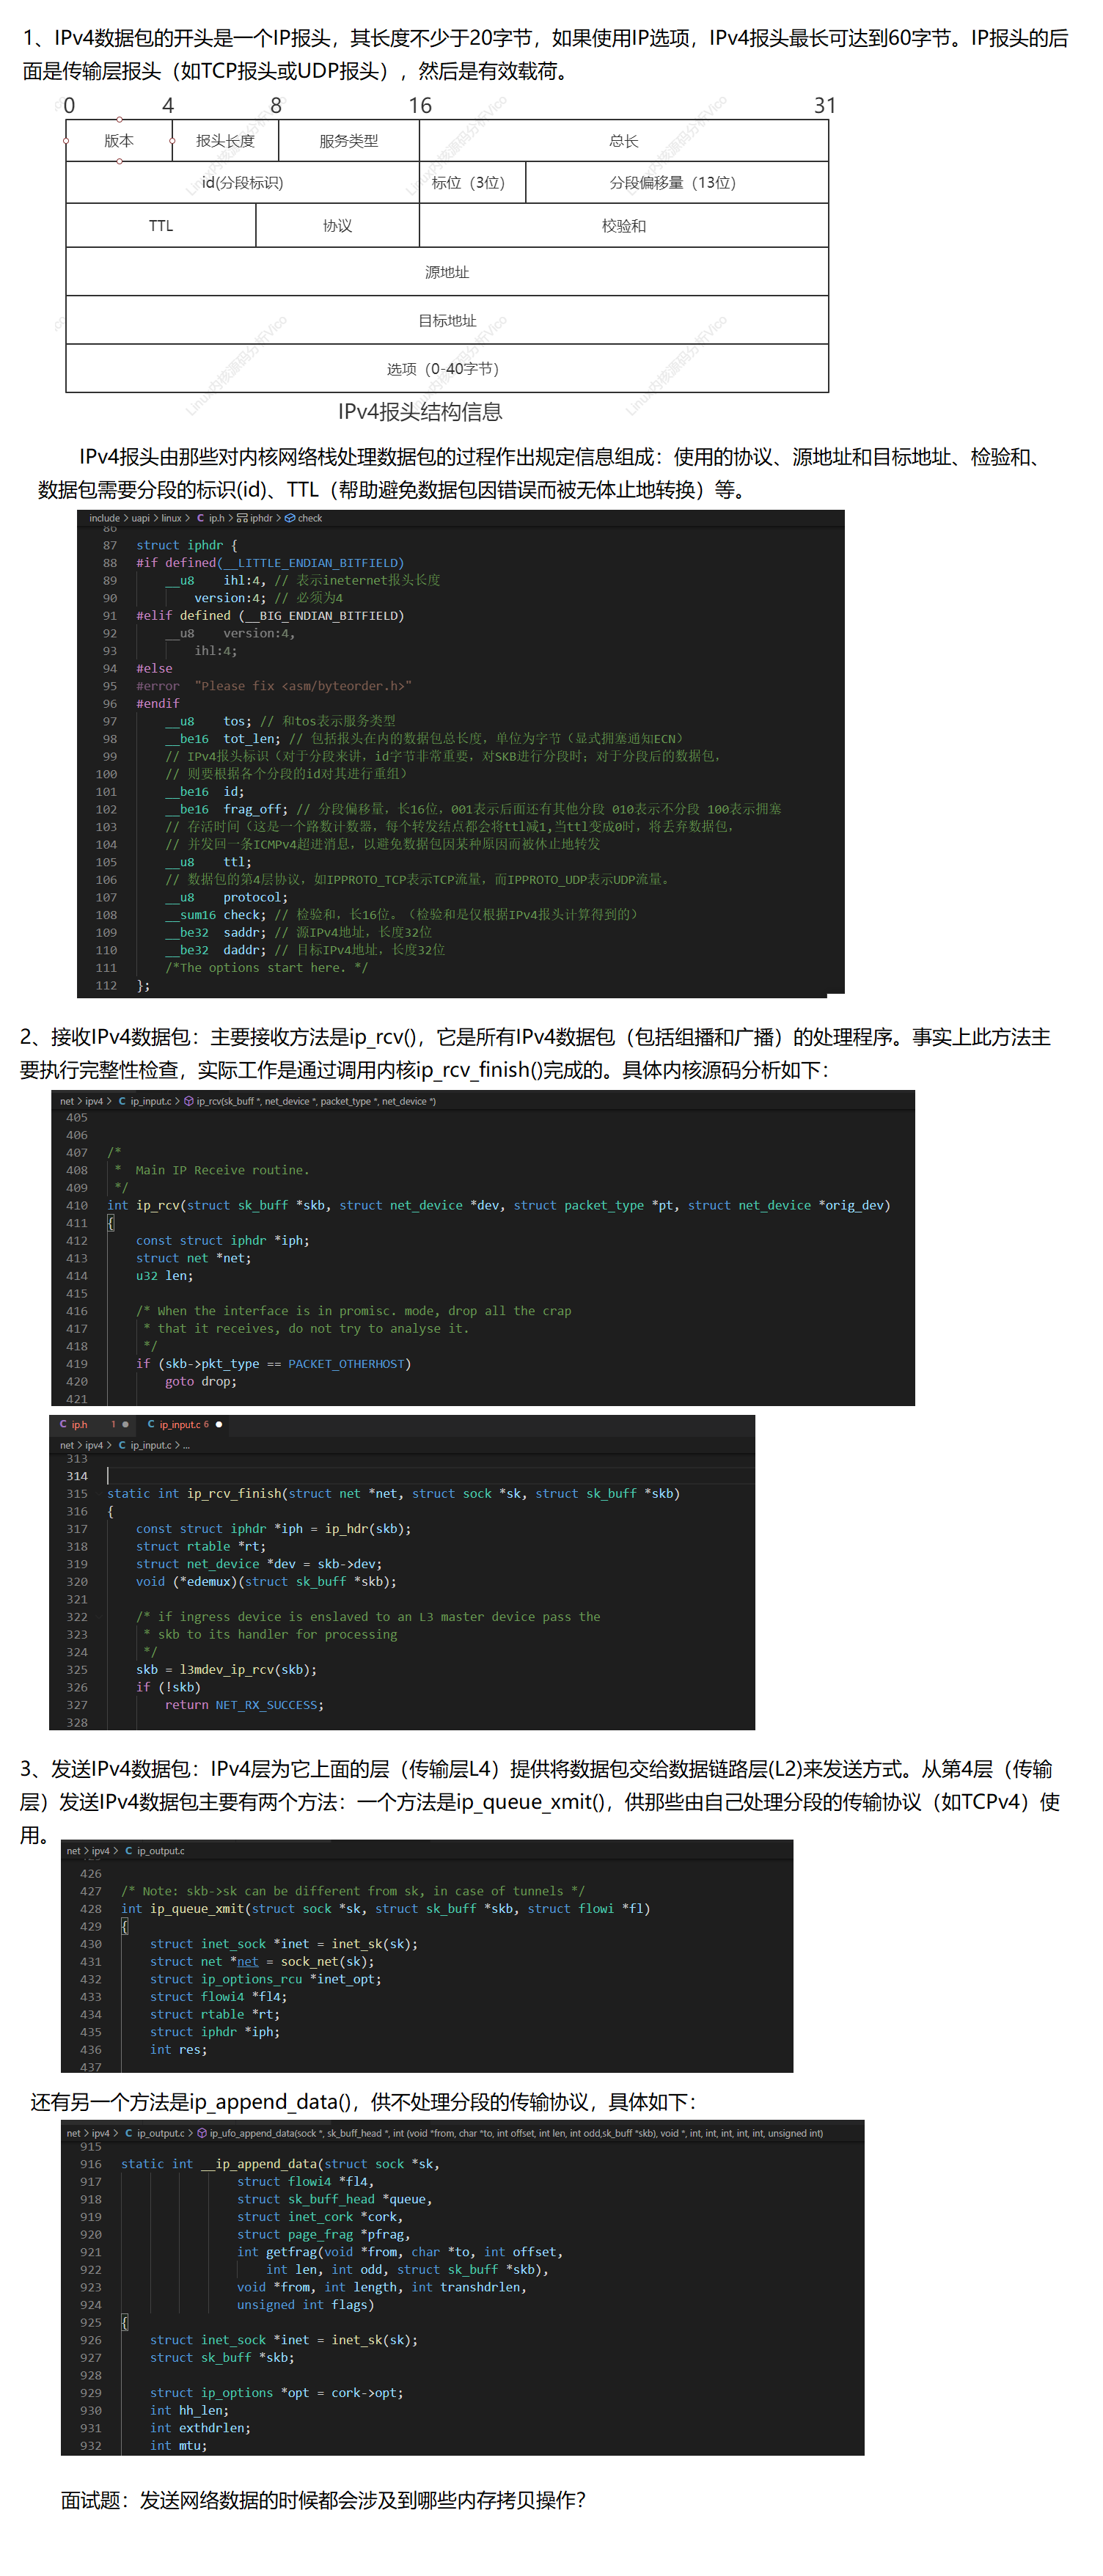 1、IPv4数据包的开头是一个IP报头，其长度不少于20字节，如果使用IP选项，IPv4报头最长可达到60字节。IP报头的后
面是传输层报头（如TCP报头或UDP报头），然后是有效载荷。
0 4 8 16 31
版本 报头长度 服务类型 总长
id(分段标识) 标位（3位） 分段偏移量（13位）
TTL 协议 校验和
源地址
目标地址
选项（0-40字节）
Linux内核源码分析Vico
IPv4报头结构信息
IPv4报头由那些对内核网络栈处理数据包的过程作出规定信息组成：使用的协议、源地址和目标地址、检验和、
数据包需要分段的标识(id)、TTL（帮助避免数据包因错误而被无体止地转换）等。
include > uapi > linux > C ip.h > iphdr > check
86
87 struct iphdr {
88 #if defined(__LITTLE_ENDIAN_BITFIELD)
89 __u8 ihl:4, // 表示ineternet报头长度
90 version:4; // 必须为4
91 #elif defined (__BIG_ENDIAN_BITFIELD)
92 __u8 version:4,
93 ihl:4;
94 #else
95 #error "Please fix <asm/byteorder.h>"
96 #endif
97 __u8 tos; // 和tos表示服务类型
98 __be16 tot_len; // 包括报头在内的数据包总长度，单位为字节（显式拥塞通知ECN）
99 // IPv4报头标识（对于分段来讲，id字节非常重要，对SKB进行分段时；对于分段后的数据包，
100 // 则要根据各个分段的id对其进行重组）
101 __be16 id;
102 __be16 frag_off; // 分段偏移量，长16位，001表示后面还有其他分段 010表示不分段 100表示拥塞
103 // 存活时间（这是一个路数计数器，每个转发结点都会将ttl减1,当ttl变成0时，将丢弃数据包，
104 // 并发回一条ICMPv4超进消息，以避免数据包因某种原因而被休止地转发
105 __u8 ttl;
106 // 数据包的第4层协议，如IPPROTO_TCP表示TCP流量，而IPPROTO_UDP表示UDP流量。
107 __u8 protocol;
108 __sum16 check; // 检验和，长16位。（检验和是仅根据IPv4报头计算得到的）
109 __be32 saddr; // 源IPv4地址，长度32位
110 __be32 daddr; // 目标IPv4地址，长度32位
111 /*The options start here. */
112 };
2、接收IPv4数据包：主要接收方法是ip_rcv()，它是所有IPv4数据包（包括组播和广播）的处理程序。事实上此方法主
要执行完整性检查，实际工作是通过调用内核ip_rcv_finish()完成的。具体内核源码分析如下：
net > ipv4 > C ip_input.c > ip_rcv(sk_buff *, net_device *, packet_type *, net_device *)
405
406
407 /*
408 * Main IP Receive routine.
409 */
410 int ip_rcv(struct sk_buff *skb, struct net_device *dev, struct packet_type *pt, struct net_device *orig_dev)
411 {
412 const struct iphdr *iph;
413 struct net *net;
414 u32 len;
415
416 /* When the interface is in promisc. mode, drop all the crap
417 * that it receives, do not try to analyse it.
418 */
419 if (skb->pkt_type == PACKET_OTHERHOST)
420 goto drop;
421
C ip.h 1 ● C ip_input.c 6 ●
net > ipv4 > C ip_input.c > ...
313
314
315 static int ip_rcv_finish(struct net *net, struct sock *sk, struct sk_buff *skb)
316 {
317 const struct iphdr *iph = ip_hdr(skb);
318 struct rtable *rt;
319 struct net_device *dev = skb->dev;
320 void (*edemux)(struct sk_buff *skb);
321
322 /* if ingress device is enslaved to an L3 master device pass the
323 * skb to its handler for processing
324 */
325 skb = l3mdev_ip_rcv(skb);
326 if (!skb)
327 return NET_RX_SUCCESS;
328
3、发送IPv4数据包：IPv4层为它上面的层（传输层L4）提供将数据包交给数据链路层(L2)来发送方式。从第4层（传输
层）发送IPv4数据包主要有两个方法：一个方法是ip_queue_xmit()，供那些由自己处理分段的传输协议（如TCPv4）使
用。
net > ipv4 > C ip_output.c
426
427 /* Note: skb->sk can be different from sk, in case of tunnels */
428 int ip_queue_xmit(struct sock *sk, struct sk_buff *skb, struct flowi *fl)
429 {
430 struct inet_sock *inet = inet_sk(sk);
431 struct net *net = sock_net(sk);
432 struct ip_options_rcu *inet_opt;
433 struct flowi4 *fl4;
434 struct rtable *rt;
435 struct iphdr *iph;
436 int res;
437
还有另一个方法是ip_append_data()，供不处理分段的传输协议，具体如下：
net > ipv4 > C ip_output.c > ip_ufo_append_data(sock *, sk_buff_head *, int (void *from, char *to, int offset, int len, int odd,sk_buff *skb), void *, int, int, int, int, int, unsigned int)
915
916 static int __ip_append_data(struct sock *sk,
917 struct flowi4 *fl4,
918 struct sk_buff_head *queue,
919 struct inet_cork *cork,
920 struct page_frag *pfrag,
921 int getfrag(void *from, char *to, int offset,
922 int len, int odd, struct sk_buff *skb),
923 void *from, int length, int transhdrlen,
924 unsigned int flags)
925 {
926 struct inet_sock *inet = inet_sk(sk);
927 struct sk_buff *skb;
928
929 struct ip_options *opt = cork->opt;
930 int hh_len;
931 int exthdrlen;
932 int mtu;
面试题：发送网络数据的时候都会涉及到哪些内存拷贝操作？